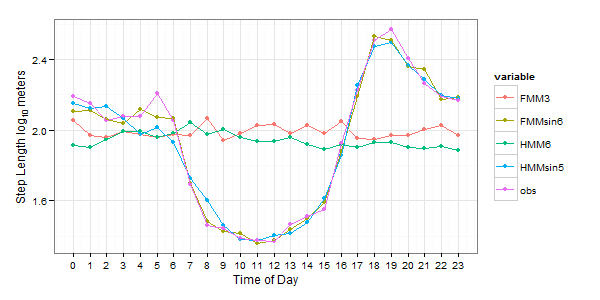 Step Length log10 meters
2.4
2.0
1.6
0 1 2 3 4 5 6 7 8 9 10 11 12 13 14 15 16 17 18 19 20 21 22 23
Time of Day
variable
FMM3
FMMsin6
HMM6
HMMsin5
obs